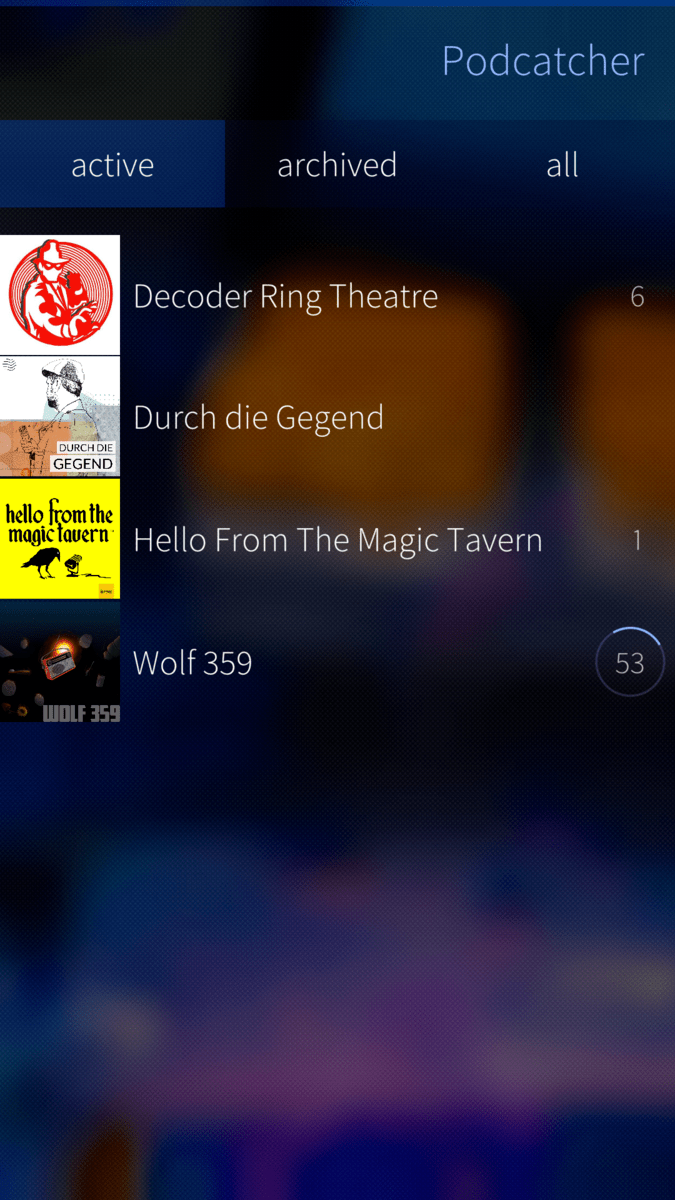 Podcatcher
active archived all
Decoder Ring Theatre 6
DURCH DIE
GEGEND
Durch die Gegend
hello from the
magic tavern
Hello From The Magic Tavern 1
Wolf 359 53
WOLF 359